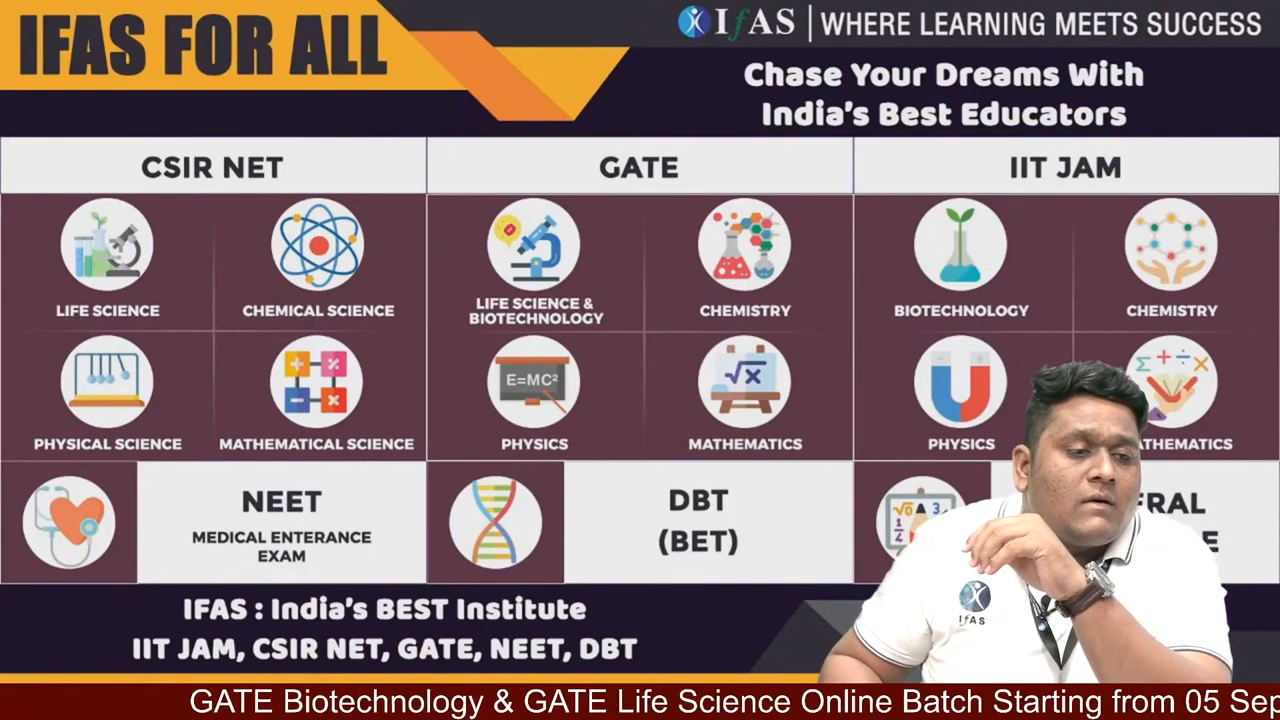 IFAS FOR ALL
IfAS | WHERE LEARNING MEETS SUCCESS
Chase Your Dreams With
India's Best Educators
CSIR NET
GATE
IIT JAM
LIFE SCIENCE
CHEMICAL SCIENCE
LIFE SCIENCE &
BIOTECHNOLOGY
CHEMISTRY
BIOTECHNOLOGY
CHEMISTRY
E=MC²
√x
Σ + ÷ x
PHYSICAL SCIENCE
MATHEMATICAL SCIENCE
PHYSICS
MATHEMATICS
PHYSICS
THEMATICS
NEET
MEDICAL ENTERANCE
EXAM
DBT
(BET)
RAL
E
IFAS : India's BEST Institute
IIT JAM, CSIR NET, GATE, NEET, DBT
IfAS
GATE Biotechnology & GATE Life Science Online Batch Starting from 05 Sep